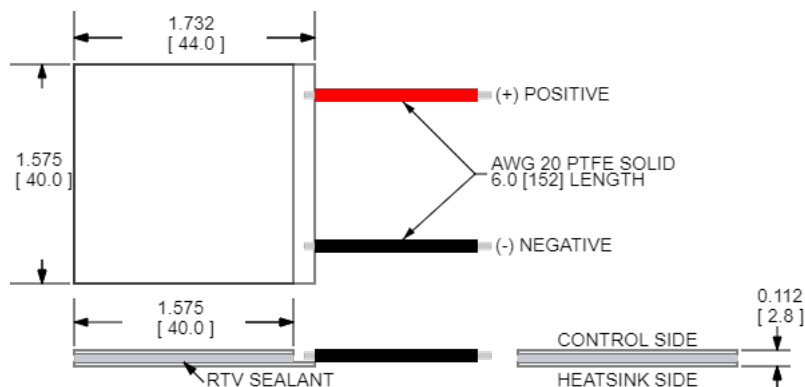 1.732
[ 44.0 ]
(+) POSITIVE
1.575
[ 40.0 ]
AWG 20 PTFE SOLID
6.0 [152] LENGTH
(-) NEGATIVE
1.575
[ 40.0 ]
0.112
[ 2.8 ]
CONTROL SIDE
RTV SEALANT
HEATSINK SIDE